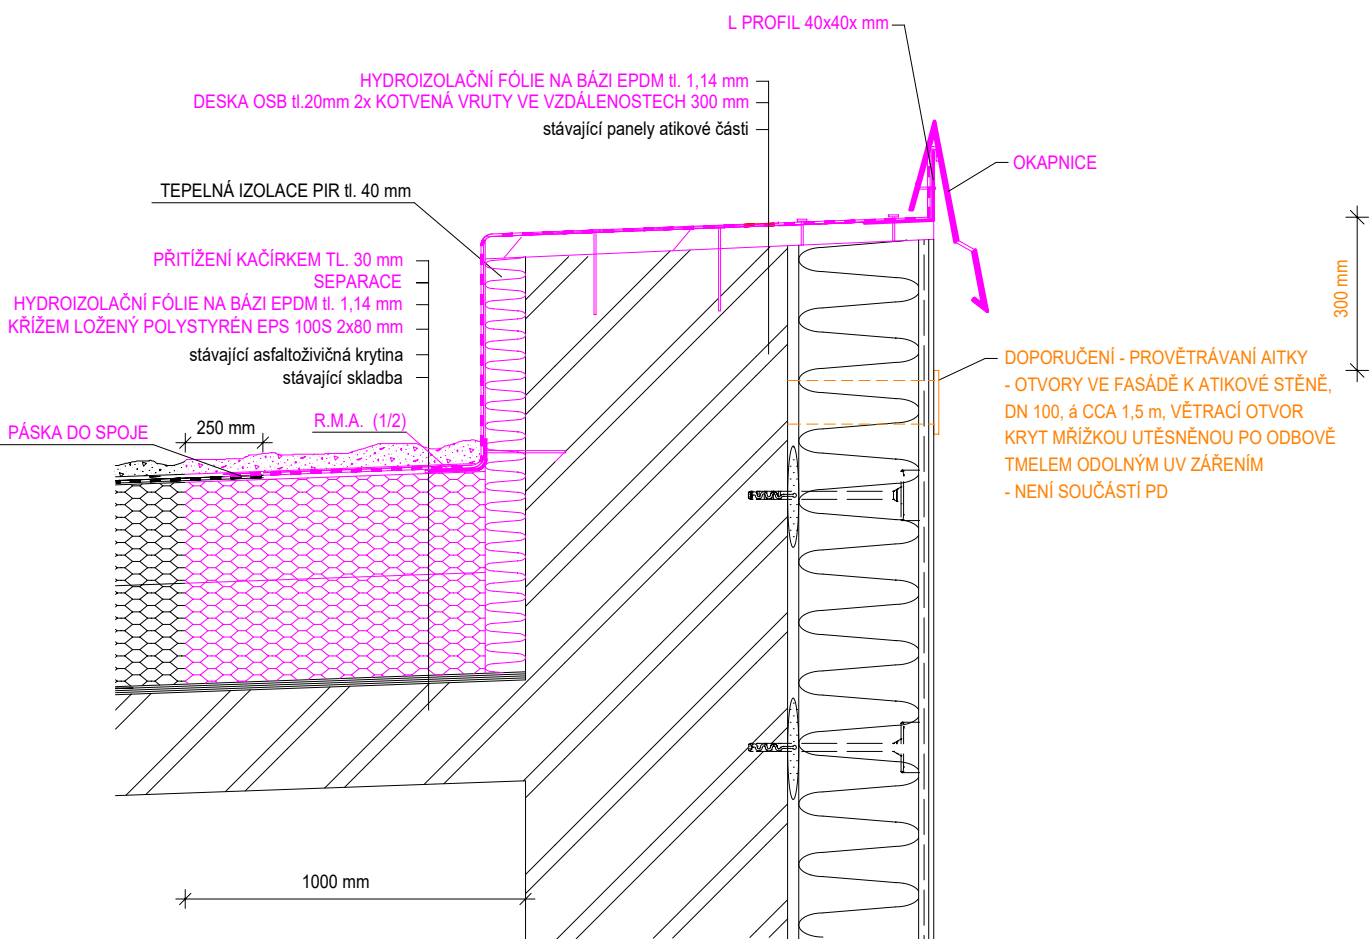 L PROFIL 40x40x mm
HYDROIZOLAČNÍ FÓLIE NA BÁZI EPDM tl. 1,14 mm
DESKA OSB tl.20mm 2x KOTVENÁ VRUTY VE VZDÁLENOSTECH 300 mm
stávající panely atikové části
OKAPNICE
TEPELNÁ IZOLACE PIR tl. 40 mm
PŘITÍŽENÍ KAČÍRKEM TL. 30 mm
SEPARACE
HYDROIZOLAČNÍ FÓLIE NA BÁZI EPDM tl. 1,14 mm
KŘÍŽEM LOŽENÝ POLYSTYRÉN EPS 100S 2x80 mm
stávající asfaltoživičná krytina
stávající skladba
300 mm
DOPORUČENÍ - PROVĚTRÁVANÍ AITKY
- OTVORY VE FASÁDĚ K ATIKOVÉ STĚNĚ,
DN 100, á CCA 1,5 m, VĚTRACÍ OTVOR
KRYT MŘÍŽKOU UTĚSNĚNOU PO ODBOVĚ
TMELEM ODOLNÝM UV ZÁŘENÍM
- NENÍ SOUČÁSTÍ PD
PÁSKA DO SPOJE
250 mm
R.M.A. (1/2)
1000 mm